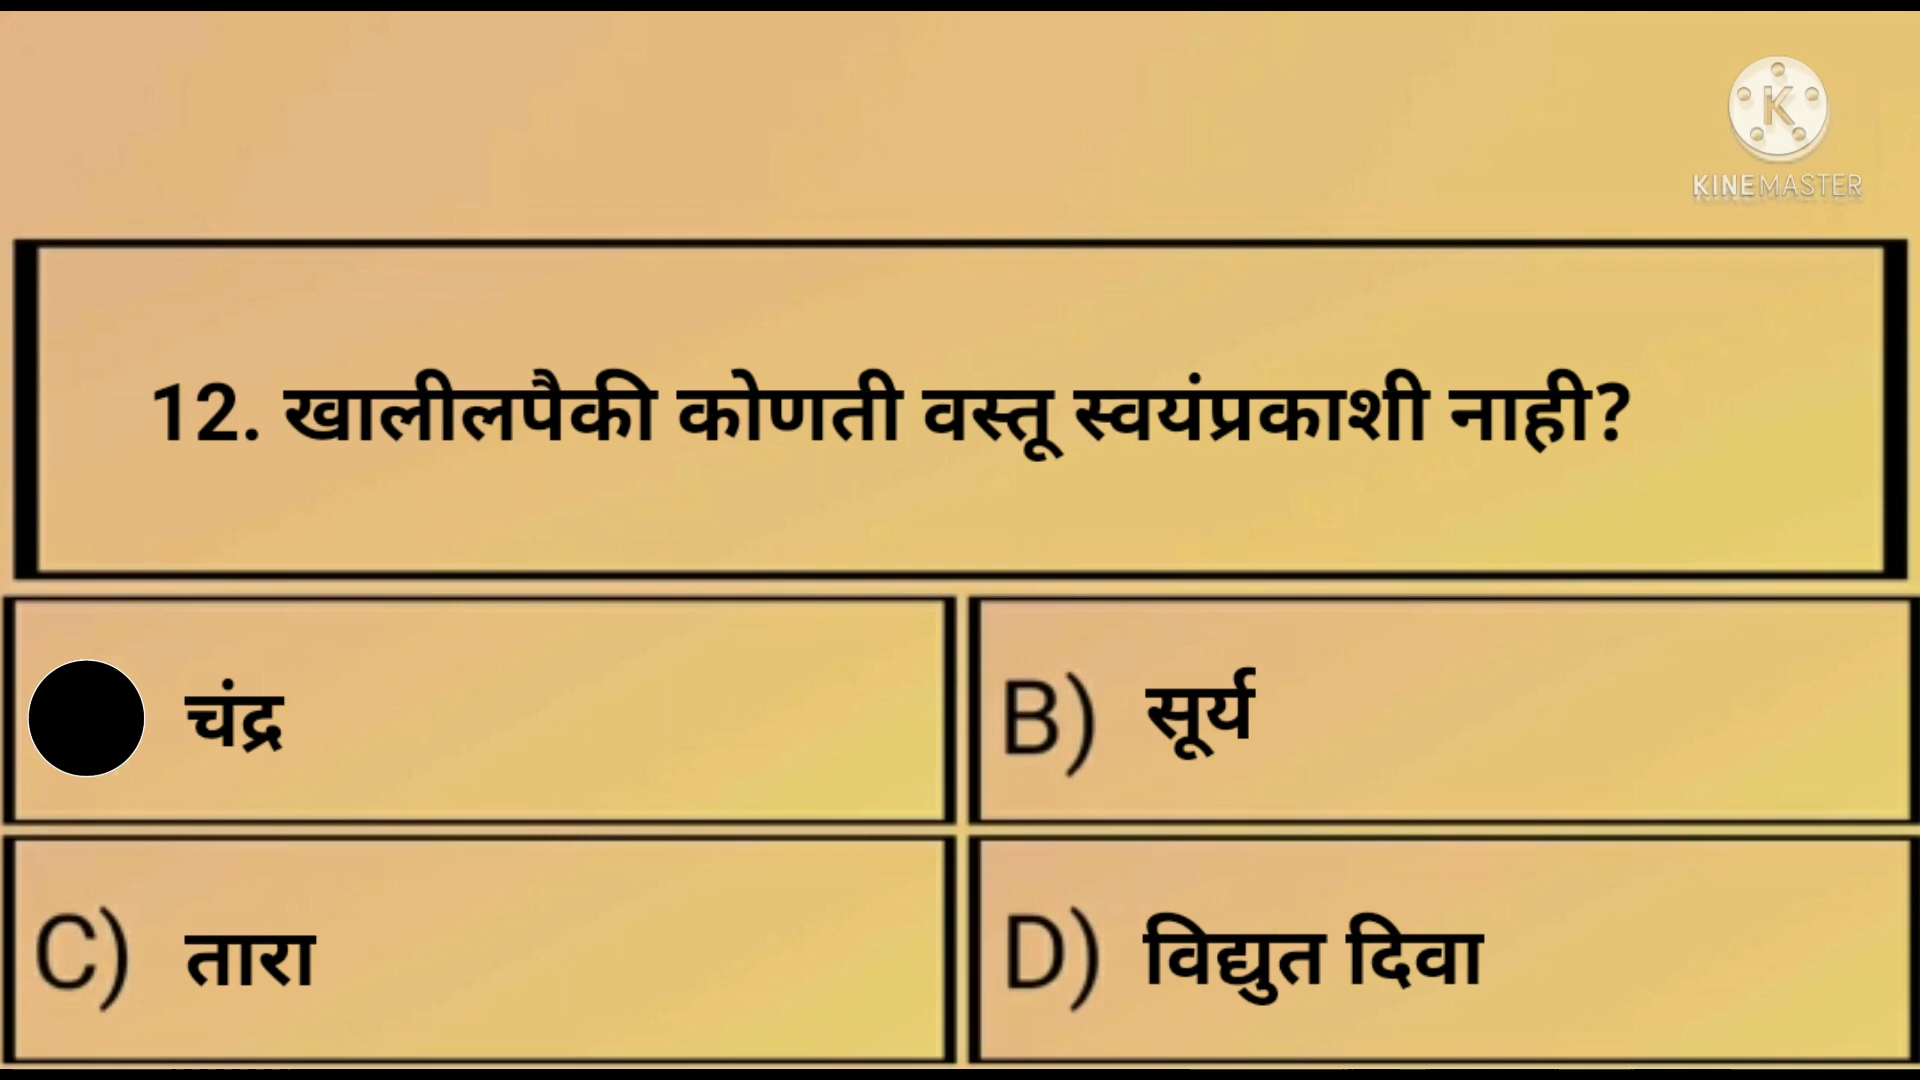 KINEMASTER
12. खालीलपैकी कोणती वस्तू स्वयंप्रकाशी नाही?
चंद्र
B) सूर्य
C) तारा
D) विद्युत दिवा